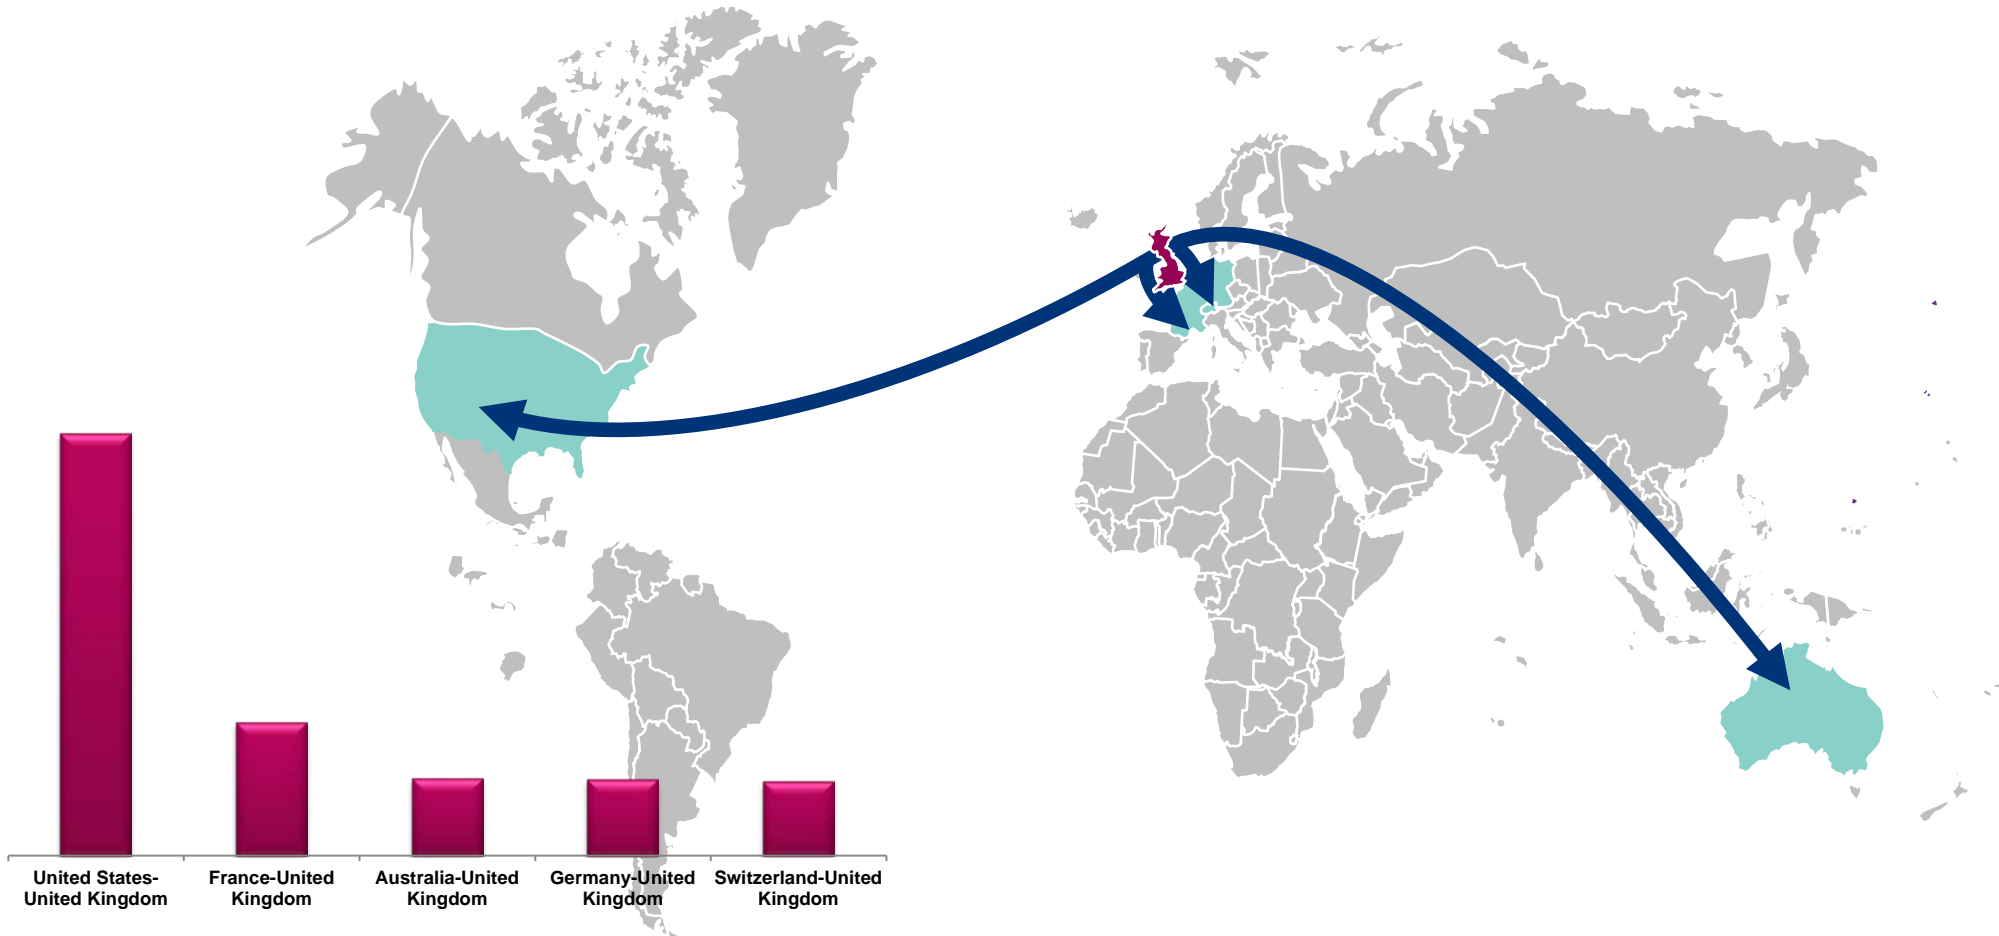 United States-
United Kingdom
France-United
Kingdom
Australia-United
Kingdom
Germany-United
Kingdom
Switzerland-United
Kingdom